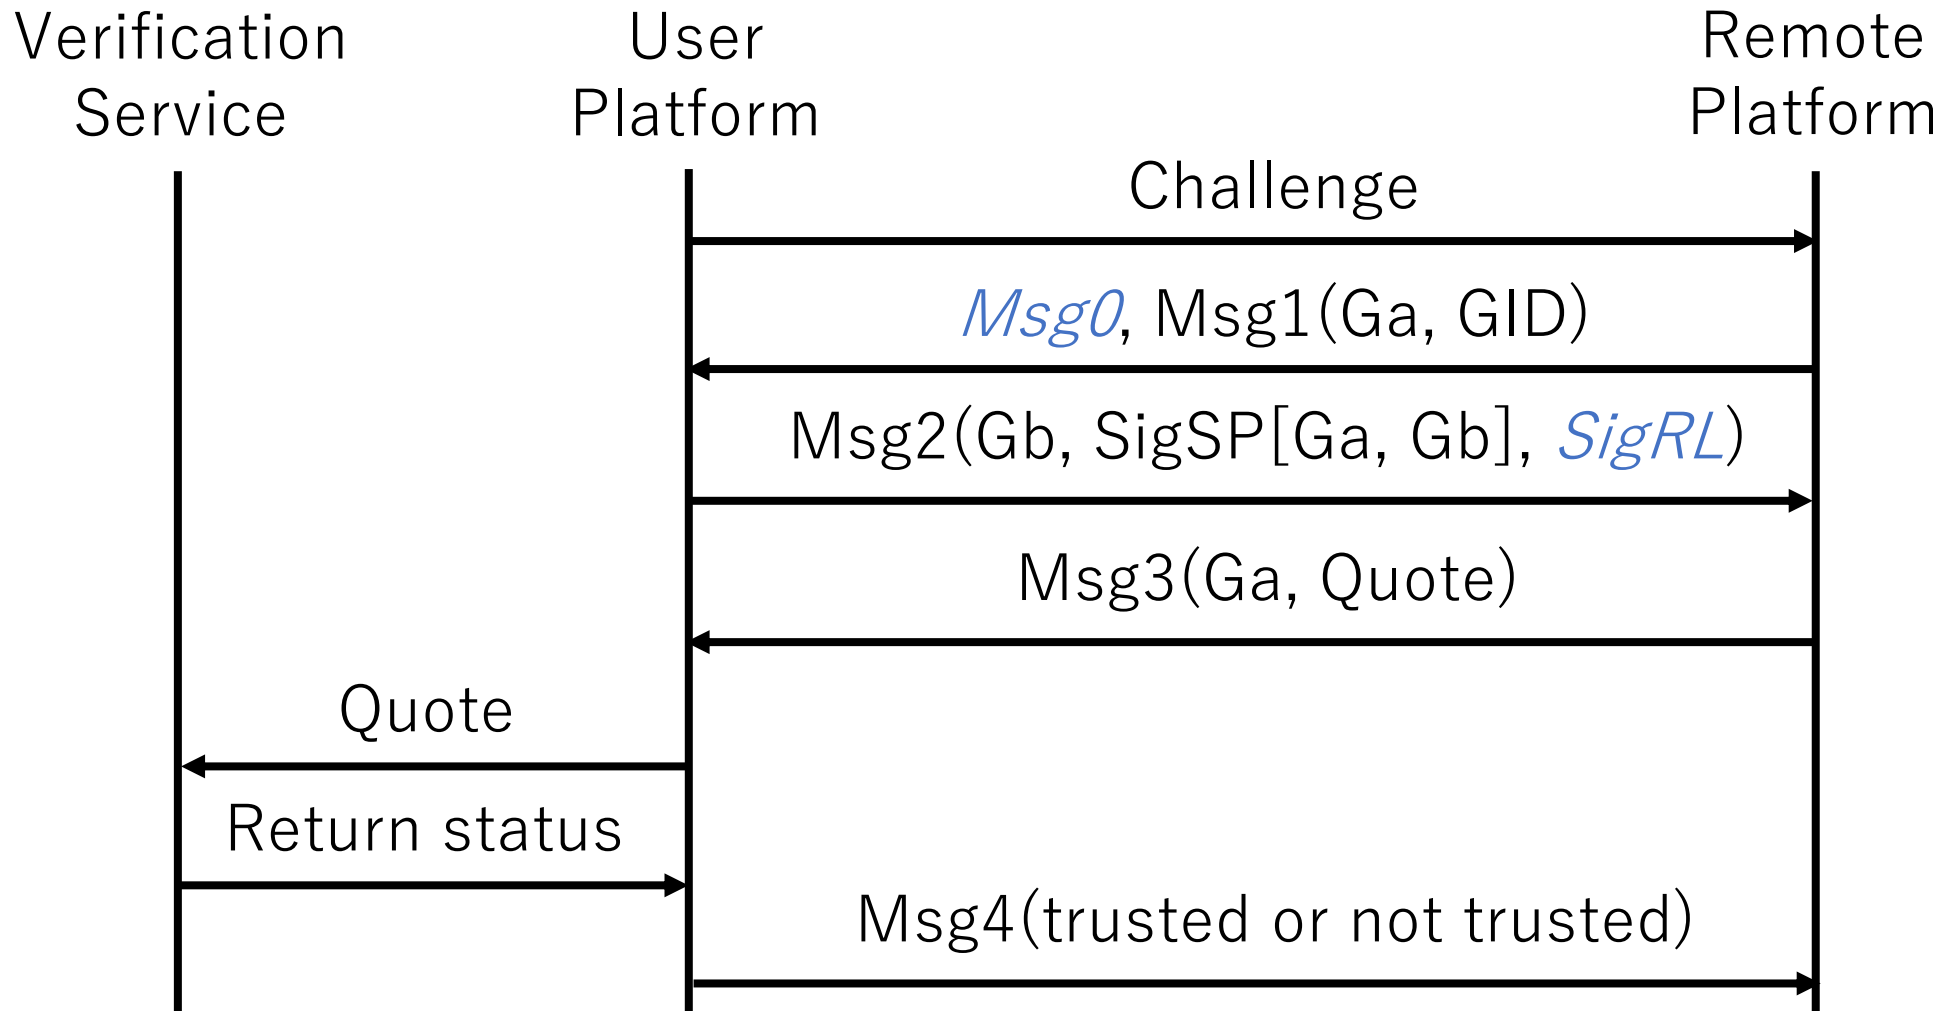 Verification
Service
User
Platform
Remote
Platform
Challenge
Msg0, Msg1(Ga, GID)
Msg2(Gb, SigSP[Ga, Gb], SigRL)
Msg3(Ga, Quote)
Quote
Return status
Msg4(trusted or not trusted)